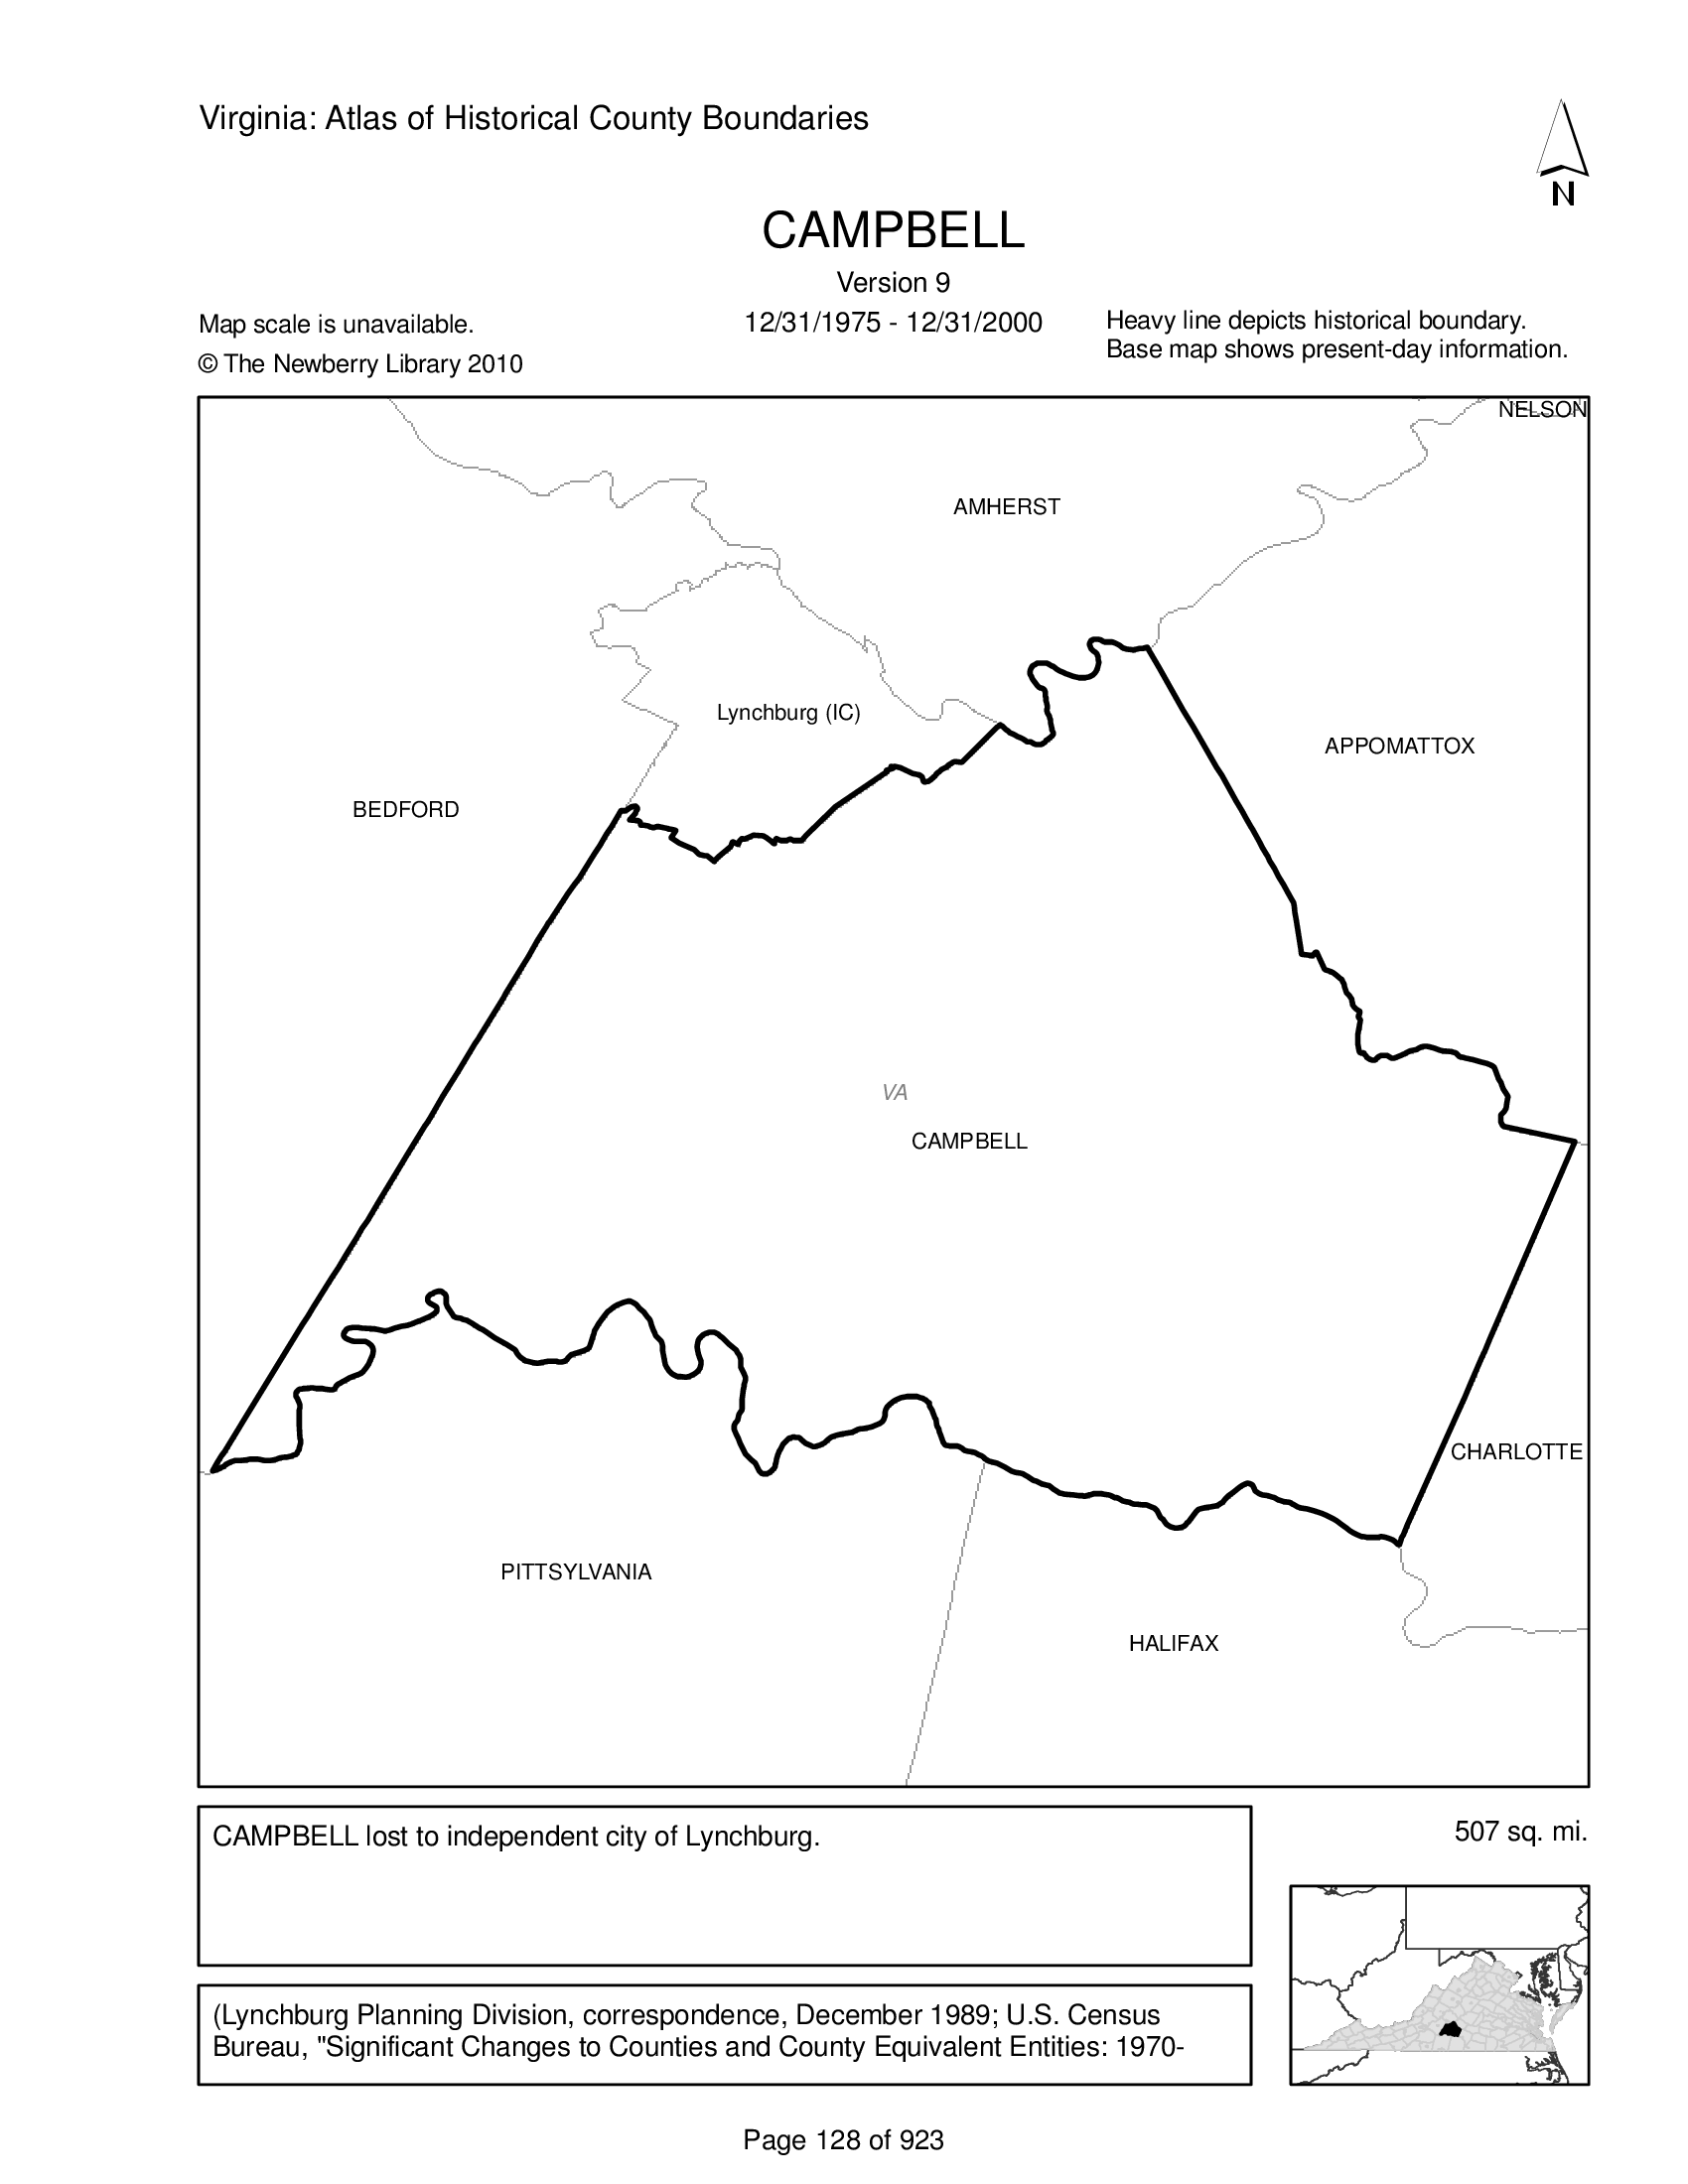 Virginia: Atlas of Historical County Boundaries
N
CAMPBELL
Version 9
12/31/1975 - 12/31/2000
Map scale is unavailable.
© The Newberry Library 2010
Heavy line depicts historical boundary.
Base map shows present-day information.
NELSON
AMHERST
Lynchburg (IC)
APPOMATTOX
BEDFORD
VA
CAMPBELL
CHARLOTTE
PITTSYLVANIA
HALIFAX
CAMPBELL lost to independent city of Lynchburg.
507 sq. mi.
(Lynchburg Planning Division, correspondence, December 1989; U.S. Census
Bureau, "Significant Changes to Counties and County Equivalent Entities: 1970-
Page 128 of 923